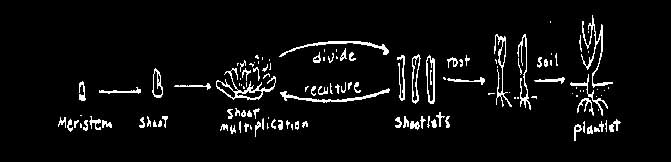 divide
root
soil
reculture
Meristem
shoot
shoot
multiplication
shootlets
plantlet